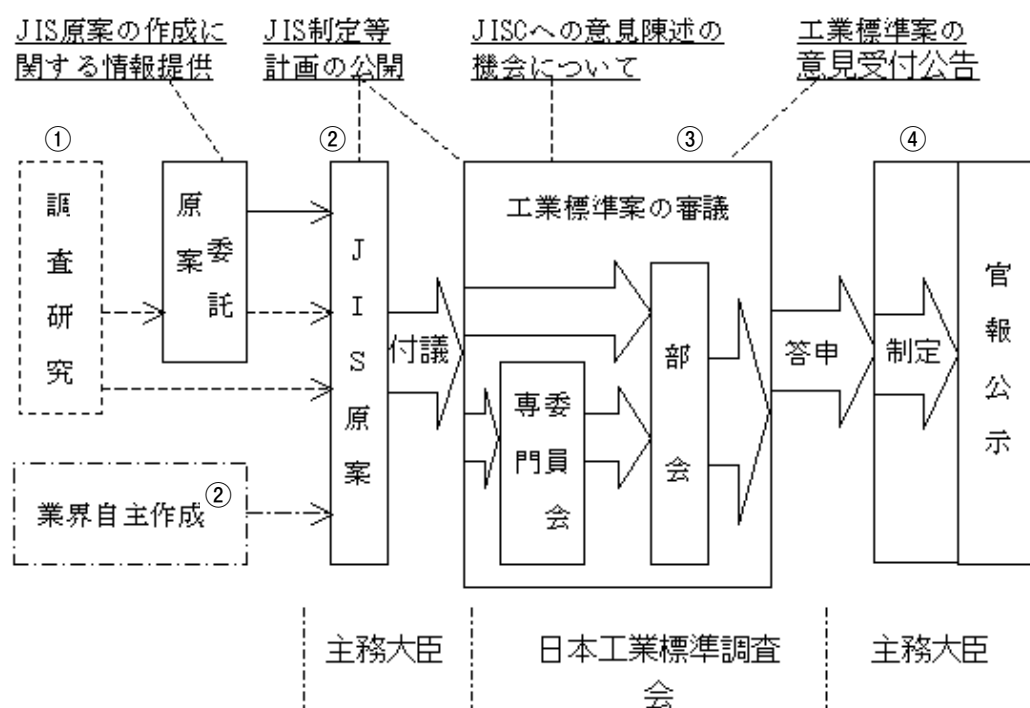 JIS原案の作成に
関する情報提供
JIS制定等
計画の公開
JISCへの意見陳述の
機会について
工業標準案の
意見受付公告
①
②
③
④
調査研究
原案
委託
JIS原案
付議
工業標準案の審議
専門
委員会
部会
答申
制定
官報公示
業界自主作成②
主務大臣
日本工業標準調査
会
主務大臣